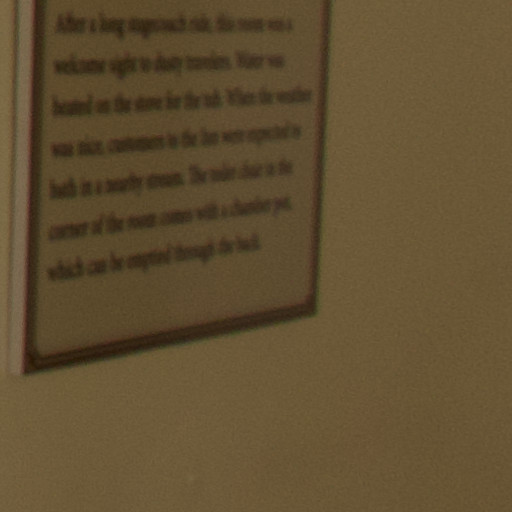 After a long stagecoach ride, this room was a
welcome sight to dusty travelers. Water was
heated on the stove for the tub. When the weather
was nice, customers to the Inn were expected to
bath in a nearby stream. The toilet chair in the
corner of the room comes with a chamber pot,
which can be emptied through the back.